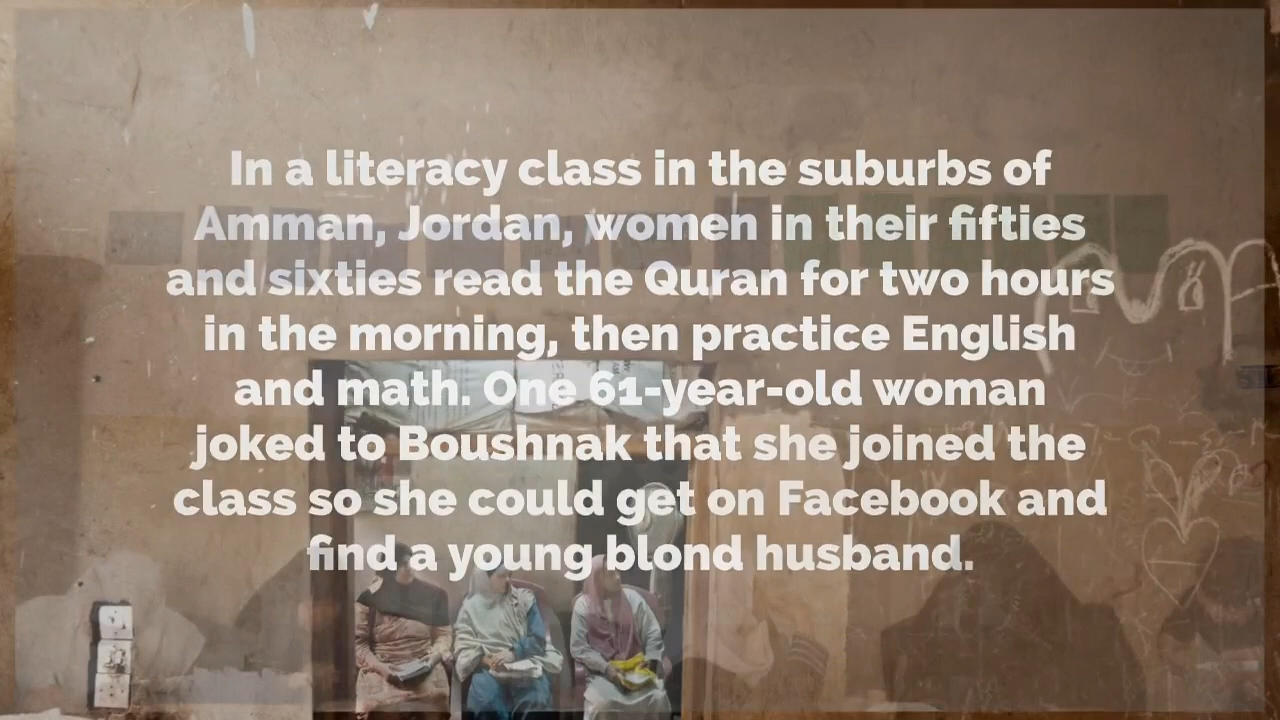 In a literacy class in the suburbs of
Amman, Jordan, women in their fifties
and sixties read the Quran for two hours
in the morning, then practice English
and math. One 61-year-old woman
joked to Boushnak that she joined the
class so she could get on Facebook and
find a young blond husband.